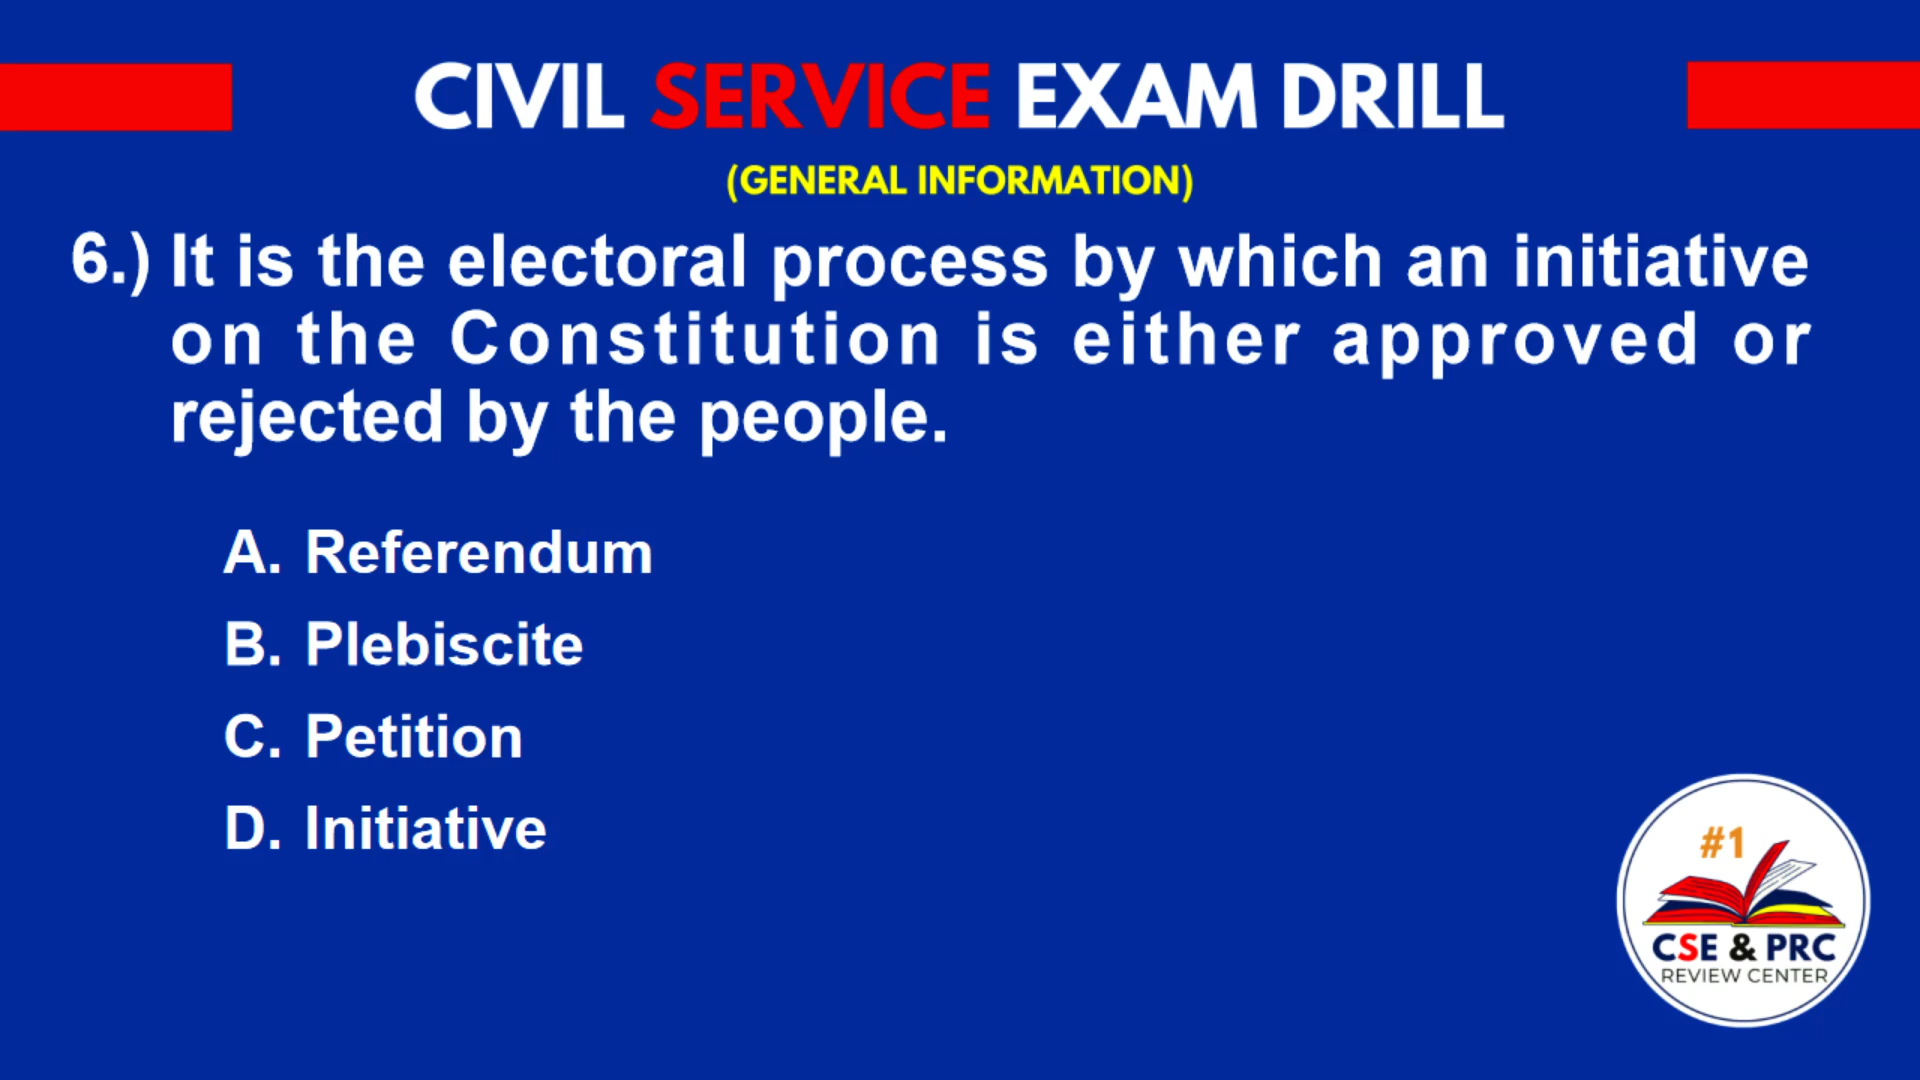 CIVIL SERVICE EXAM DRILL
(GENERAL INFORMATION)
6.) It is the electoral process by which an initiative
on the Constitution is either approved or
rejected by the people.
A. Referendum
B. Plebiscite
C. Petition
D. Initiative
#1
CSE & PRC
REVIEW CENTER